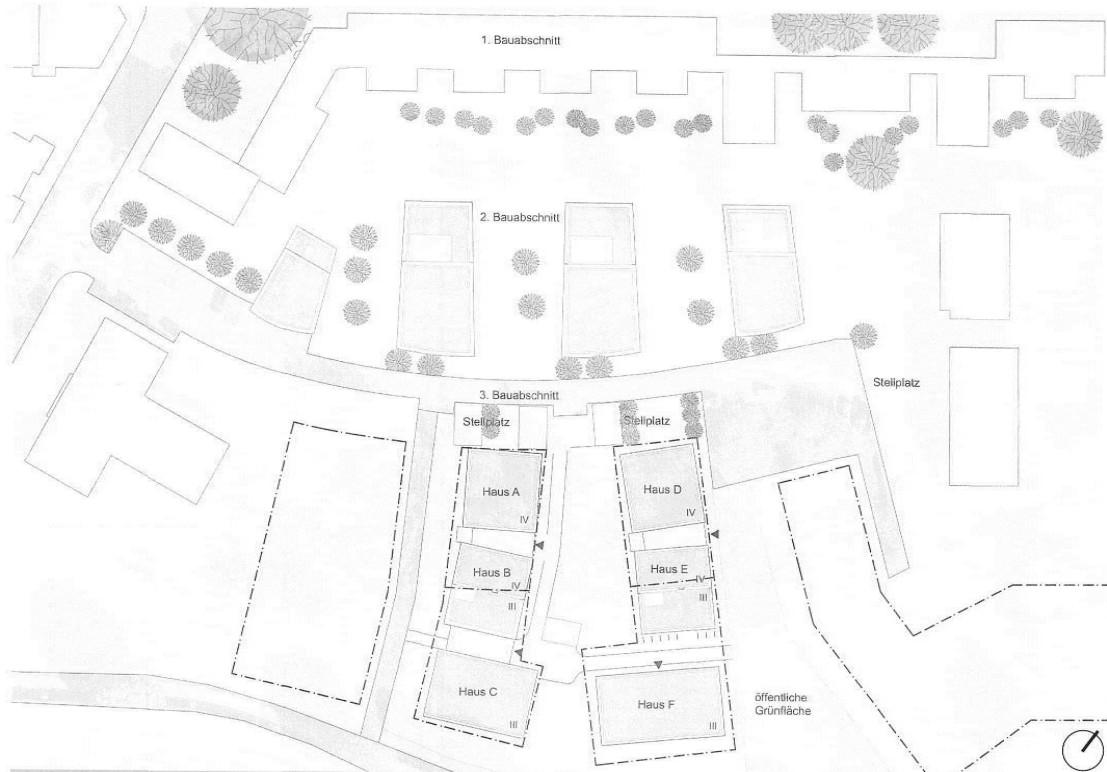 1. Bauabschnitt
2. Bauabschnitt
Stellplatz
3. Bauabschnitt
Stellplatz
Stellplatz
Haus A
IV
Haus D
IV
Haus B
IV
III
Haus E
IV
III
Haus C
III
Haus F
III
öffentliche
Grünfläche